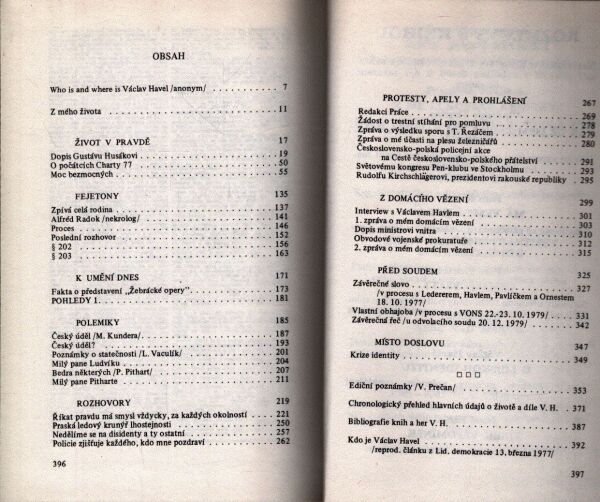 OBSAH
Who is and where is Václav Havel /anonym/ . . . . . . . . . . 7
Z mého života . . . . . . . . . . 11
ŽIVOT V PRAVDĚ . . . . . . . . . . 17
Dopis Gustávu Husákovi . . . . . . . . . . 19
O počátcích Charty 77 . . . . . . . . . . 50
Moc bezmocných . . . . . . . . . . 55
FEJETONY . . . . . . . . . . 135
Zpívá celá rodina . . . . . . . . . . 137
Alfréd Radok /nekrolog/ . . . . . . . . . . 141
Proces . . . . . . . . . . 146
Poslední rozhovor . . . . . . . . . . 152
§ 202 . . . . . . . . . . 156
§ 203 . . . . . . . . . . 163
K UMĚNÍ DNES . . . . . . . . . . 171
Fakta o představení „Žebrácké opery" . . . . . . . . . . 173
POHLEDY 1. . . . . . . . . . . 181
POLEMIKY . . . . . . . . . . 185
Český úděl /M. Kundera/ . . . . . . . . . . 187
Český úděl? . . . . . . . . . . 193
Poznámky o statečnosti /L. Vaculík/ . . . . . . . . . . 201
Milý pane Ludvíku . . . . . . . . . . 204
Bedra některých /P. Pithart/ . . . . . . . . . . 207
Milý pane Pitharte . . . . . . . . . . 211
ROZHOVORY . . . . . . . . . . 219
Říkat pravdu má smysl vždycky, za každých okolností . . . . 221
Praská ledový krunýř lhostejnosti . . . . . . . . . . 250
Nedělíme se na disidenty a ty ostatní . . . . . . . . . . 257
Policie zjišťuje každého, kdo mne pozdraví . . . . . . . . . . 262
396
PROTESTY, APELY A PROHLÁŠENÍ . . . . . . . . . . 267
Redakci Práce . . . . . . . . . . 269
Žádost o trestní stíhání pro pomluvu . . . . . . . . . . 278
Zpráva o výsledku sporu s T. Řezáčem . . . . . . . . . . 279
Zpráva o mé účasti na plesu železničářů . . . . . . . . . . 280
Československo-polská policejní akce
na Cestě československo-polského přátelství . . . . . . . . . . 291
Světovému kongresu Pen-klubu ve Stockholmu . . . . . . . . . . 293
Rudolfu Kirchschlägerovi, prezidentovi rakouské republiky . . 295
Z DOMÁCÍHO VĚZENÍ . . . . . . . . . . 299
Interview s Václavem Havlem . . . . . . . . . . 301
1. zpráva o mém domácím vězení . . . . . . . . . . 303
Dopis ministrovi vnitra . . . . . . . . . . 310
Obvodové vojenské prokuratuře . . . . . . . . . . 312
2. zpráva o mém domácím vězení . . . . . . . . . . 315
PŘED SOUDEM . . . . . . . . . . 325
Závěrečné slovo . . . . . . . . . . 327
/v procesu s Ledererem, Havlem, Pavlíčkem a Ornestem
18. 10. 1977/
Vlastní obhajoba /v procesu s VONS 22.-23. 10. 1979/ . . . . 331
Závěrečná řeč /u odvolacího soudu 20. 12. 1979/ . . . . . . . . 342
MÍSTO DOSLOVU . . . . . . . . . . 347
Krize identity . . . . . . . . . . 349
□ □ □
Ediční poznámky /V. Prečan/ . . . . . . . . . . 353
Chronologický přehled hlavních údajů o životě a díle V. H. . 371
Bibliografie knih a her V. H. . . . . . . . . . . 387
Kdo je Václav Havel . . . . . . . . . . 392
/reprod. článku z Lid. demokracie 13. března 1977/
397